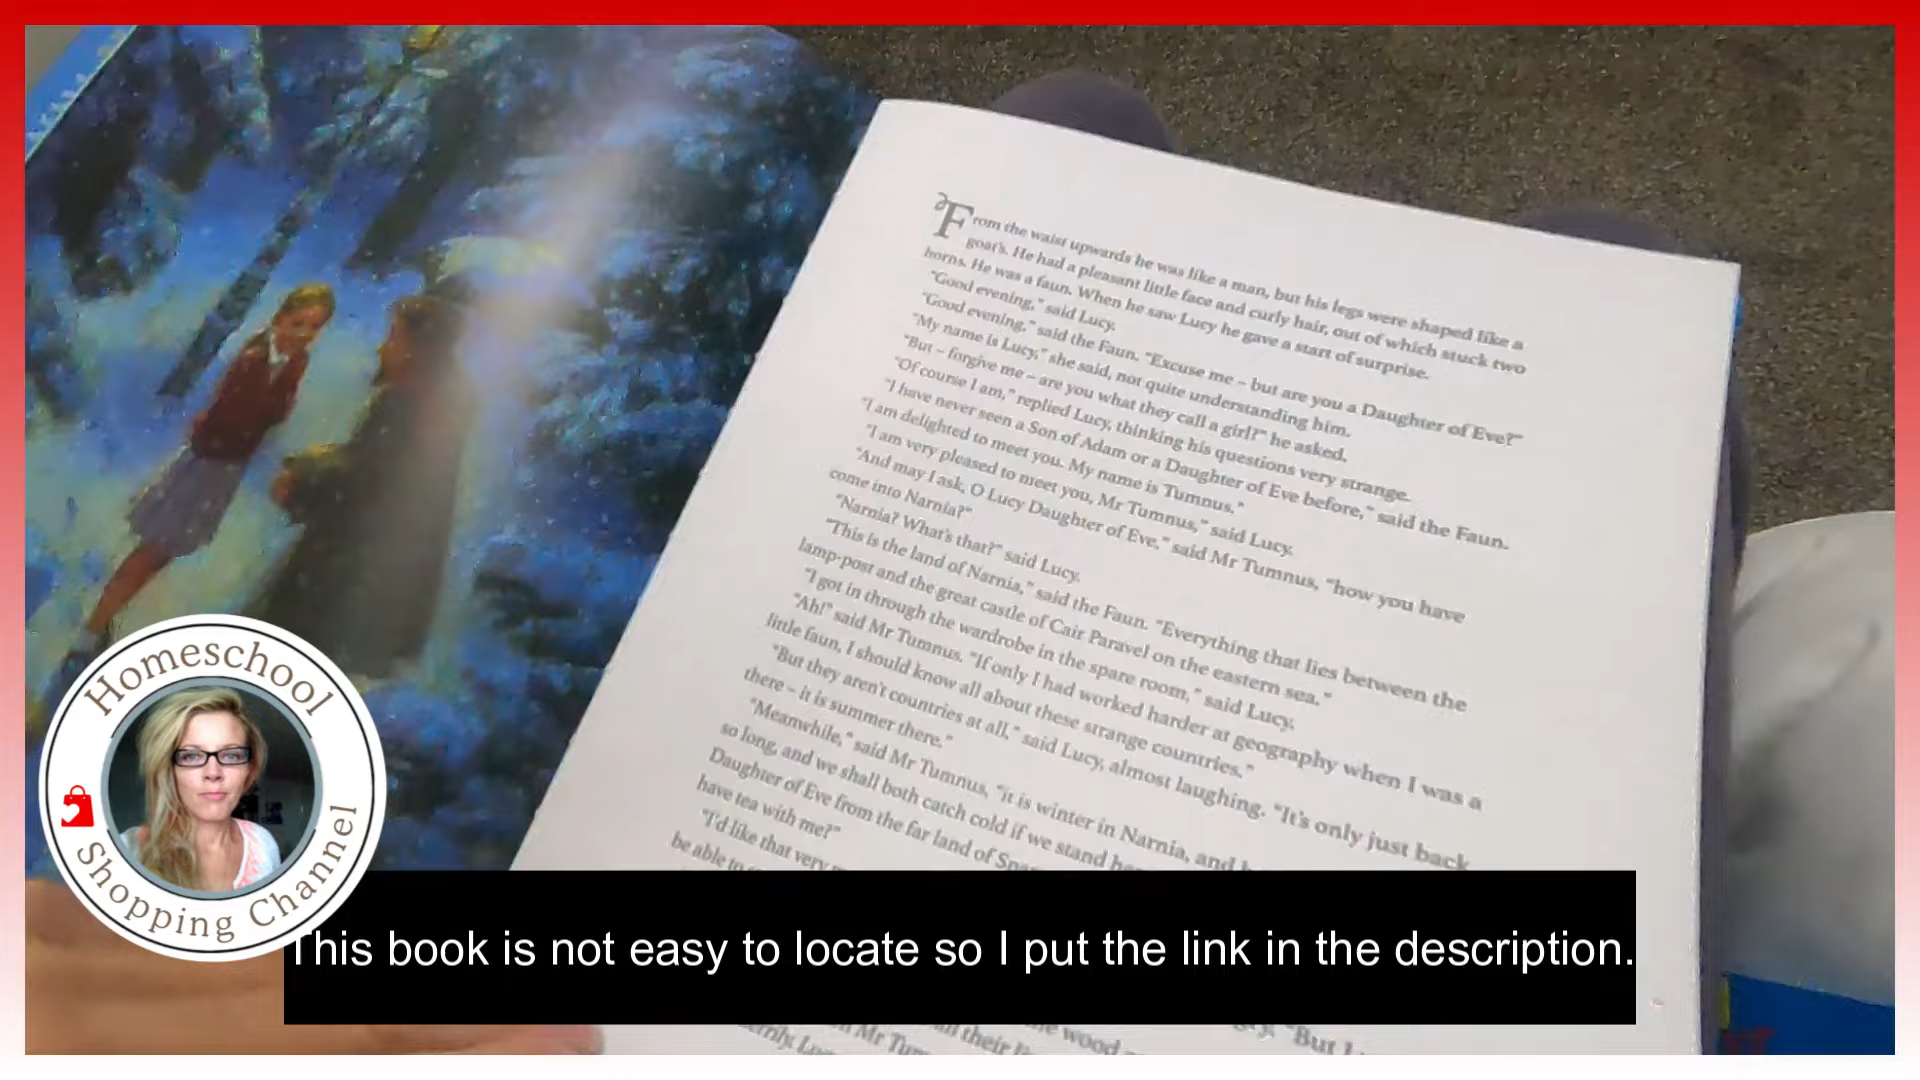 From the waist upwards he was like a man, but his legs were shaped like a
goat's. He had a pleasant little face and curly hair, out of which stuck two
horns. He was a faun. When he saw Lucy he gave a start of surprise.
"Good evening," said Lucy.
"Good evening," said the Faun. "Excuse me – but are you a Daughter of Eve?"
"My name is Lucy," she said, not quite understanding him.
"But – forgive me – are you what they call a girl?" he asked.
"Of course I am," replied Lucy, thinking his questions very strange.
"I have never seen a Son of Adam or a Daughter of Eve before," said the Faun.
"I am delighted to meet you. My name is Tumnus."
"I am very pleased to meet you, Mr Tumnus," said Lucy.
"And may I ask, O Lucy Daughter of Eve," said Mr Tumnus, "how you have
come into Narnia?"
"Narnia? What's that?" said Lucy.
"This is the land of Narnia," said the Faun. "Everything that lies between the
lamp-post and the great castle of Cair Paravel on the eastern sea."
"I got in through the wardrobe in the spare room," said Lucy.
"Ah!" said Mr Tumnus. "If only I had worked harder at geography when I was a
little faun, I should know all about these strange countries."
"But they aren't countries at all," said Lucy, almost laughing. "It's only just back
there – it is summer there."
"Meanwhile," said Mr Tumnus, "it is winter in Narnia, and
so long, and we shall both catch cold if we stand
Daughter of Eve from the far land of
have tea with me?"
"I'd like that very
be able to
"But
the wood
all their
Mr
Homeschool
Shopping Channel
This book is not easy to locate so I put the link in the description.